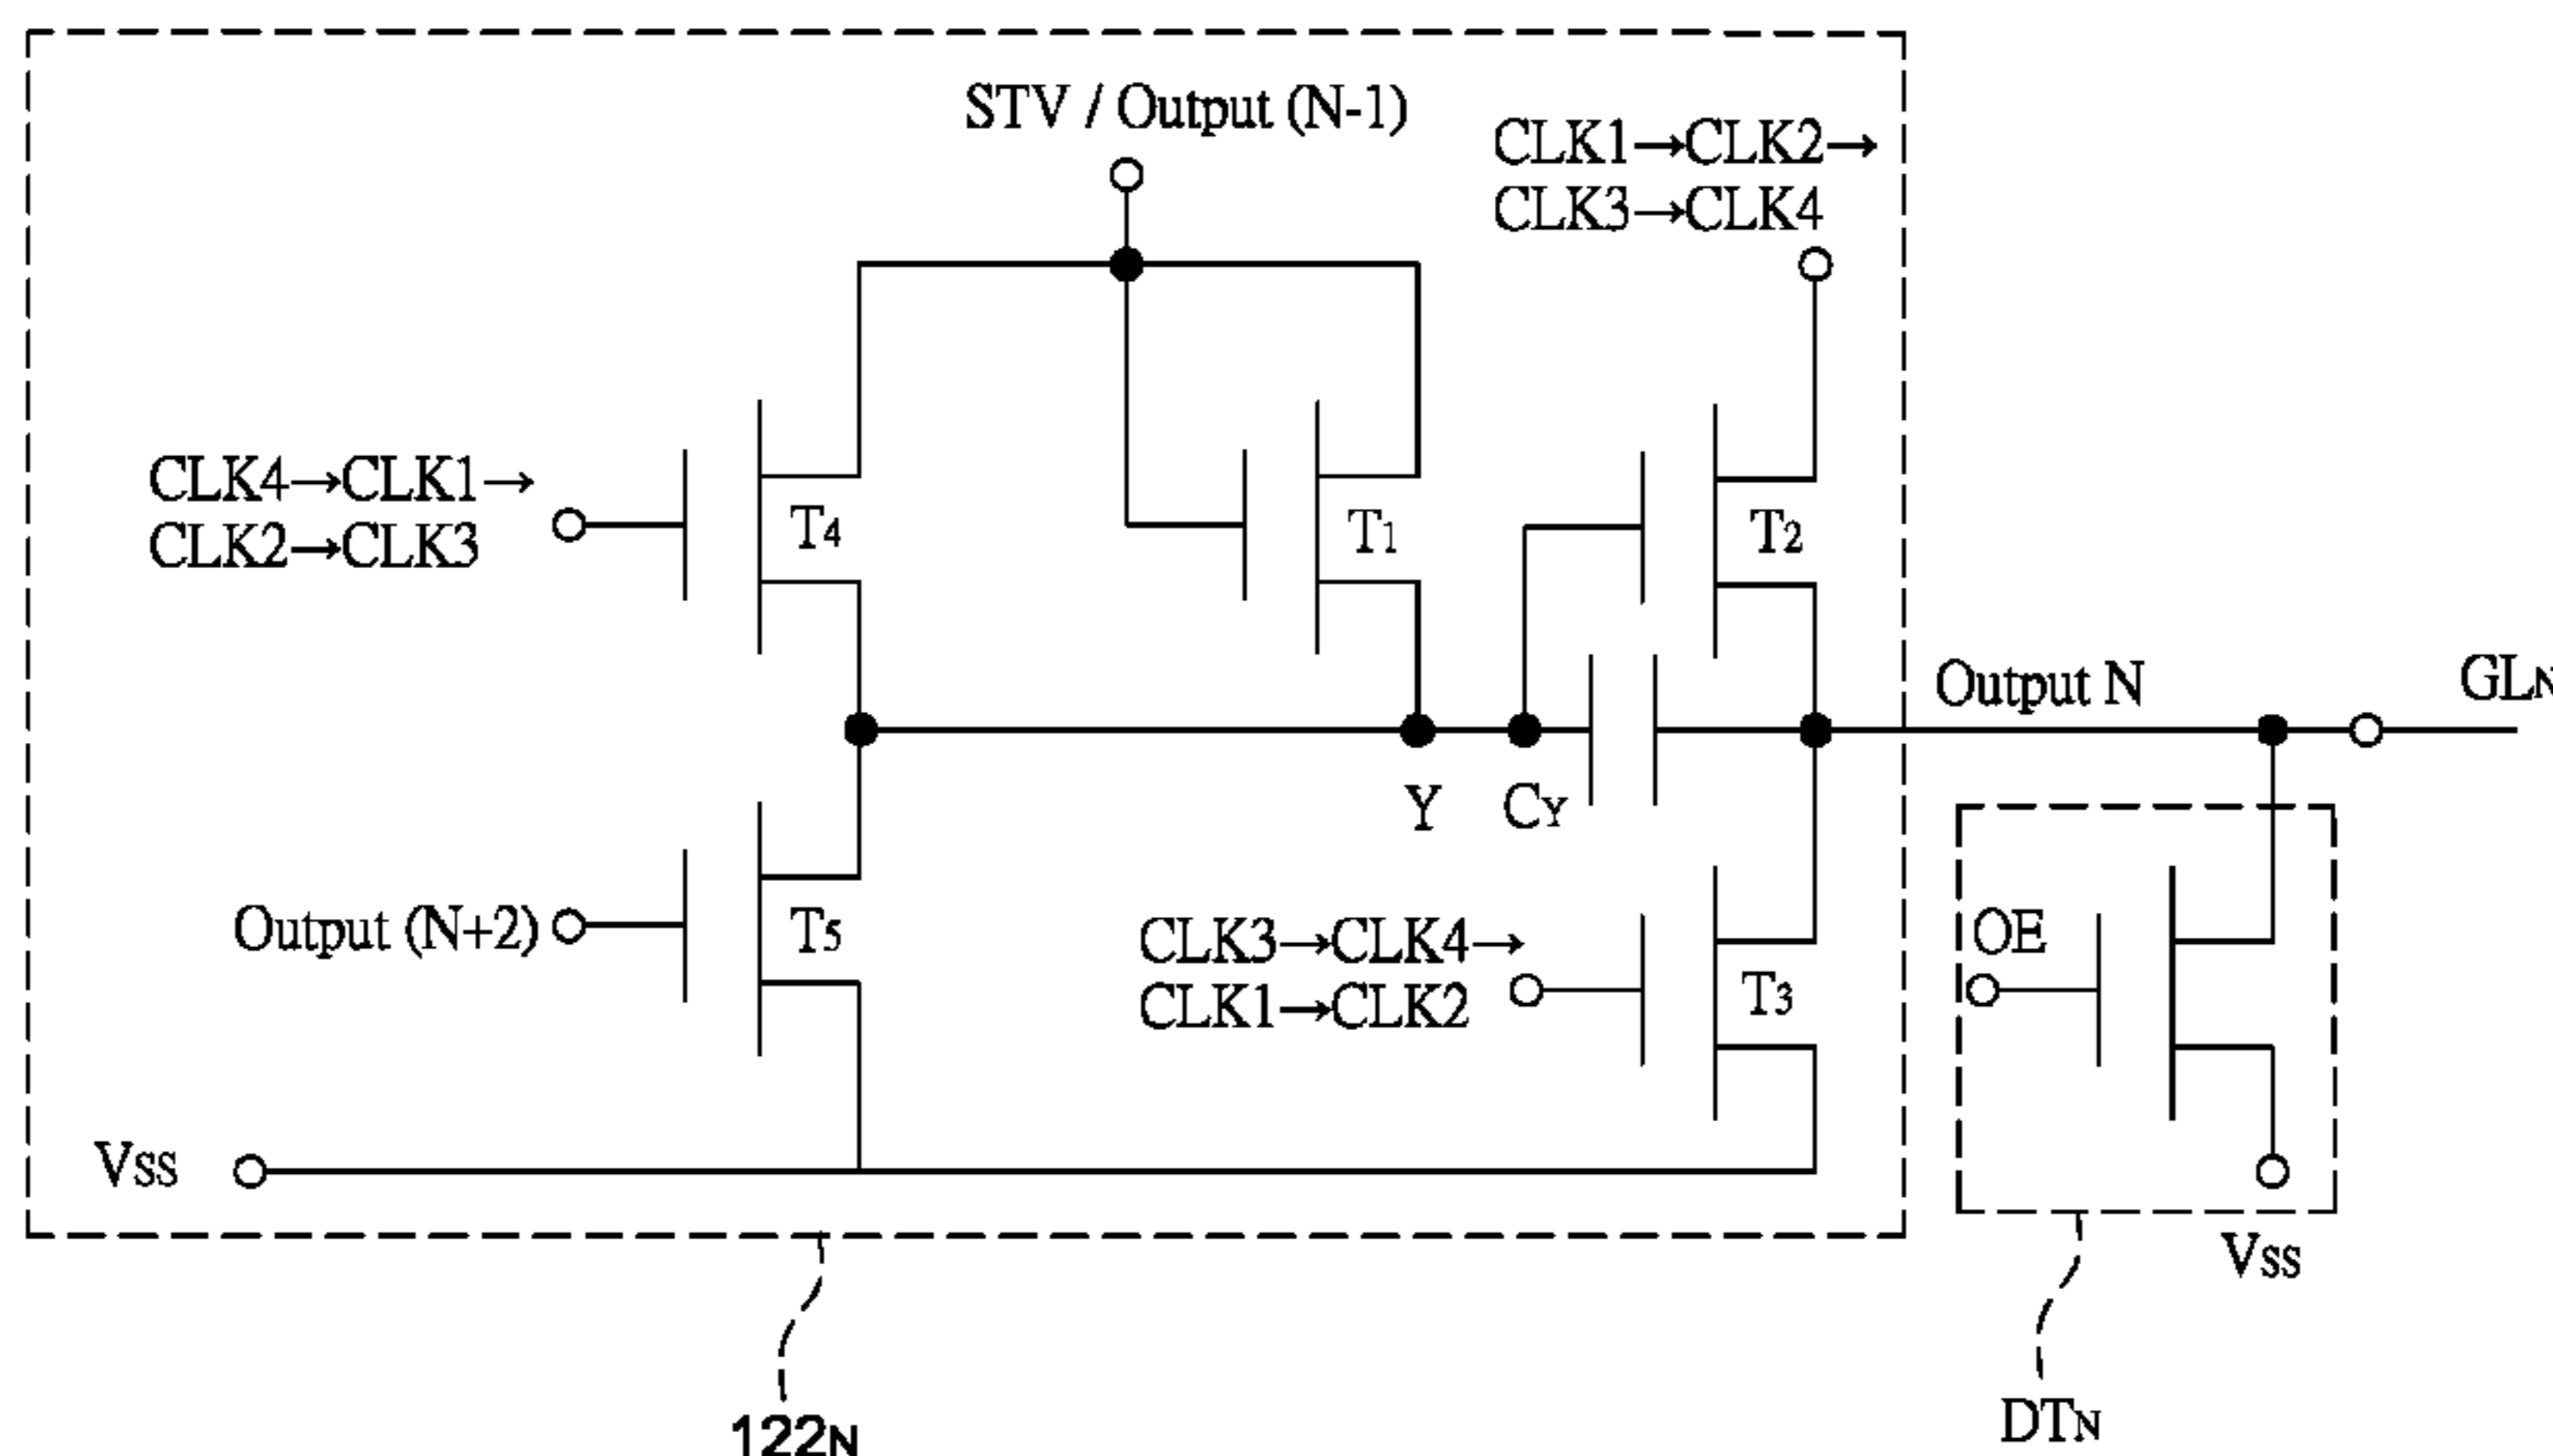 STV / Output (N-1)
CLK1→CLK2→
CLK3→CLK4
CLK4→CLK1→
CLK2→CLK3
T4
T1
T2
Output N
GLN
Y
CY
Output (N+2)
T5
CLK3→CLK4→
CLK1→CLK2
T3
OE
VSS
VSS
122N
DTN